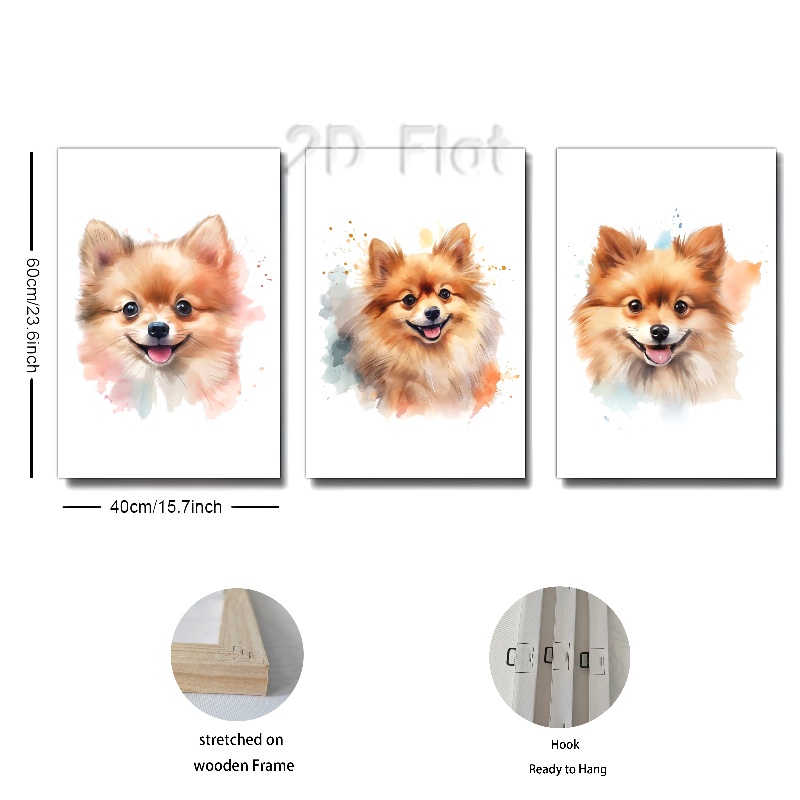 2D Flat
60cm/23.6inch
40cm/15.7inch
stretched on
wooden Frame
Hook
Ready to Hang